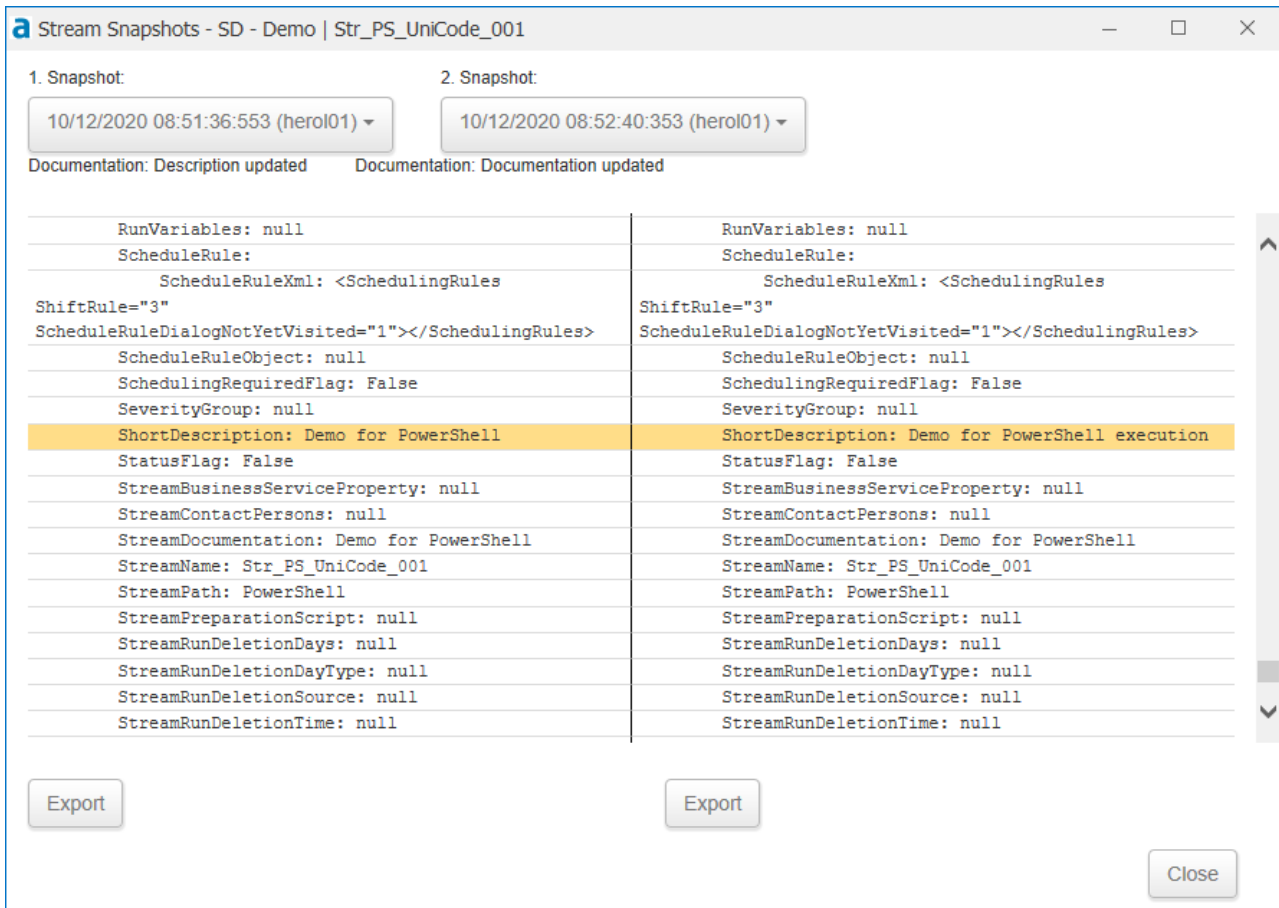 a Stream Snapshots - SD - Demo | Str_PS_UniCode_001
1. Snapshot:
2. Snapshot:
10/12/2020 08:51:36:553 (herol01)
10/12/2020 08:52:40:353 (herol01)
Documentation: Description updated
Documentation: Documentation updated
RunVariables: null
ScheduleRule:
ScheduleRuleXml: <SchedulingRules
ShiftRule="3"
ScheduleRuleDialogNotYetVisited="1"></SchedulingRules>
ScheduleRuleObject: null
SchedulingRequiredFlag: False
SeverityGroup: null
ShortDescription: Demo for PowerShell
StatusFlag: False
StreamBusinessServiceProperty: null
StreamContactPersons: null
StreamDocumentation: Demo for PowerShell
StreamName: Str_PS_UniCode_001
StreamPath: PowerShell
StreamPreparationScript: null
StreamRunDeletionDays: null
StreamRunDeletionDayType: null
StreamRunDeletionSource: null
StreamRunDeletionTime: null
RunVariables: null
ScheduleRule:
ScheduleRuleXml: <SchedulingRules
ShiftRule="3"
ScheduleRuleDialogNotYetVisited="1"></SchedulingRules>
ScheduleRuleObject: null
SchedulingRequiredFlag: False
SeverityGroup: null
ShortDescription: Demo for PowerShell execution
StatusFlag: False
StreamBusinessServiceProperty: null
StreamContactPersons: null
StreamDocumentation: Demo for PowerShell
StreamName: Str_PS_UniCode_001
StreamPath: PowerShell
StreamPreparationScript: null
StreamRunDeletionDays: null
StreamRunDeletionDayType: null
StreamRunDeletionSource: null
StreamRunDeletionTime: null
Export
Export
Close